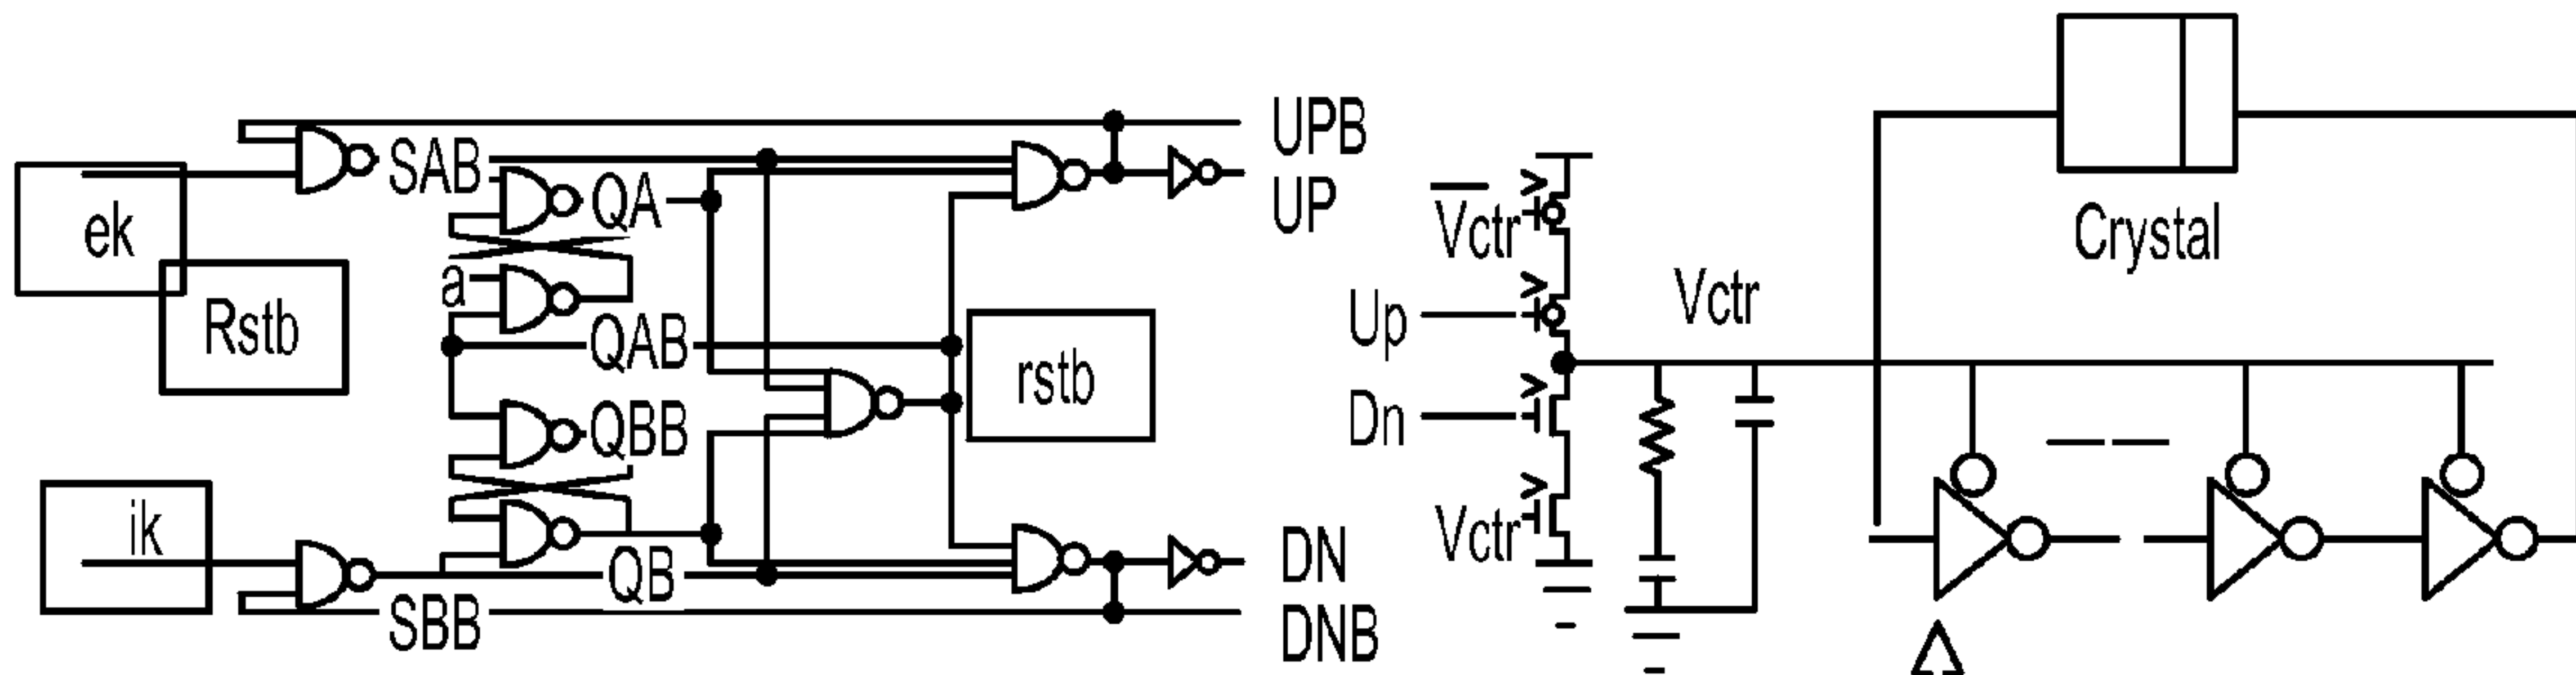 UPB
SAB
UP
ek
QA
Vctr
Crystal
a
Rstb
Up
Vctr
QAB
rstb
Dn
QBB
ik
Vctr
DN
QB
SBB
DNB